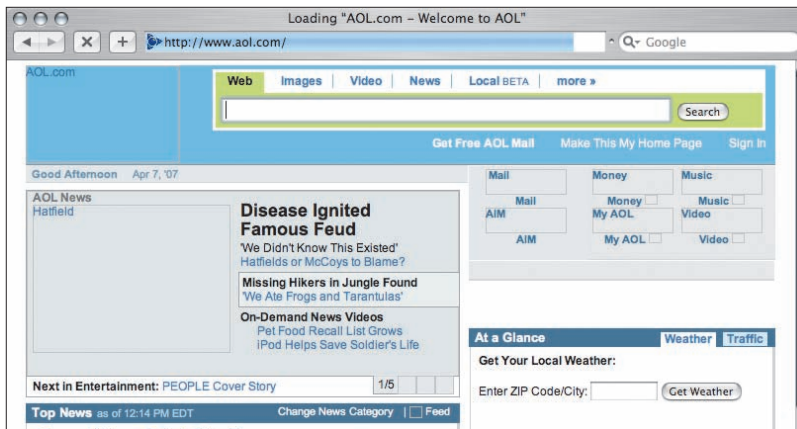 Loading "AOL.com – Welcome to AOL"
http://www.aol.com/
Google
AOL.com
Web Images Video News Local BETA more »
Search
Get Free AOL Mail Make This My Home Page Sign In
Good Afternoon Apr 7, '07
Mail Money Music
Mail Money Music
AIM My AOL Video
AIM My AOL Video
AOL News
Hatfield
Disease Ignited
Famous Feud
'We Didn't Know This Existed'
Hatfields or McCoys to Blame?
Missing Hikers in Jungle Found
'We Ate Frogs and Tarantulas'
On-Demand News Videos
Pet Food Recall List Grows
iPod Helps Save Soldier's Life
Next in Entertainment: PEOPLE Cover Story 1/5
At a Glance Weather Traffic
Get Your Local Weather:
Enter ZIP Code/City: Get Weather
Top News as of 12:14 PM EDT Change News Category | Feed